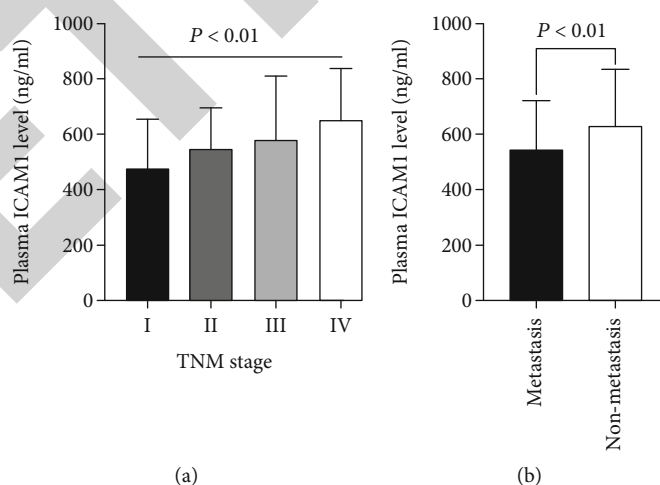 1000
800
600
400
200
0
Plasma ICAM1 level (ng/ml)
P < 0.01
I II III IV
TNM stage
(a)
1000
800
600
400
200
0
Plasma ICAM1 level (ng/ml)
P < 0.01
Metastasis
Non-metastasis
(b)